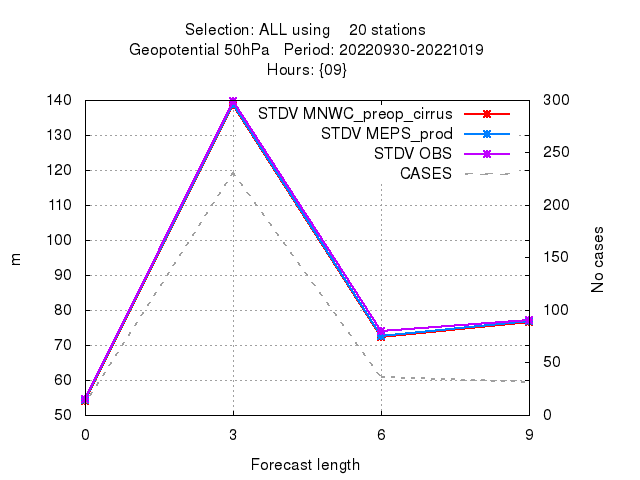 Selection: ALL using    20 stations
Geopotential 50hPa   Period: 20220930-20221019
Hours: {09}
STDV MNWC_preop_cirrus
STDV MEPS_prod
STDV OBS
CASES
140
130
120
110
100
90
80
70
60
50
m
300
250
200
150
100
50
0
No cases
0 3 6 9
Forecast length